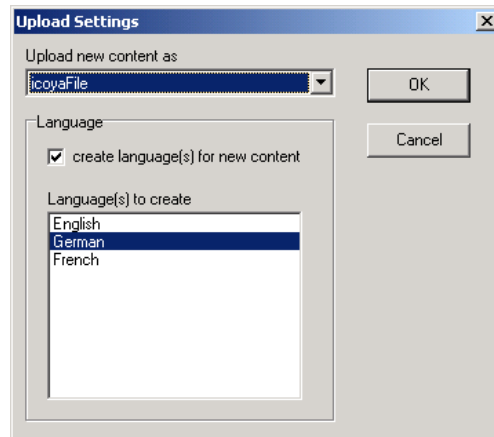 Upload Settings
Upload new content as
icoyaFile
OK
Cancel
Language
create language(s) for new content
Language(s) to create
English
German
French